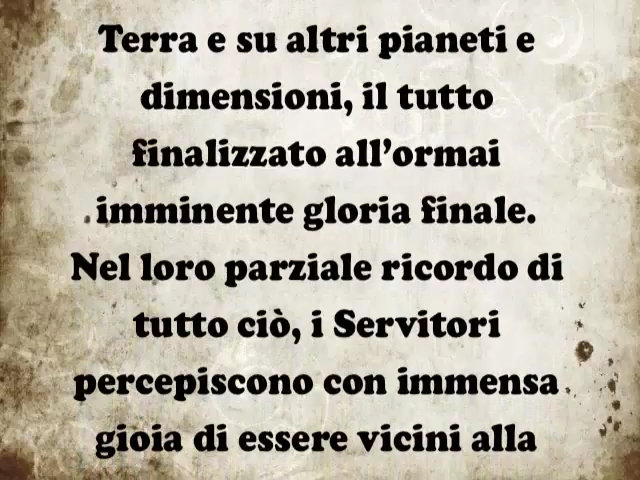 Terra e su altri pianeti e
dimensioni, il tutto
finalizzato all'ormai
imminente gloria finale.
Nel loro parziale ricordo di
tutto ciò, i Servitori
percepiscono con immensa
gioia di essere vicini alla